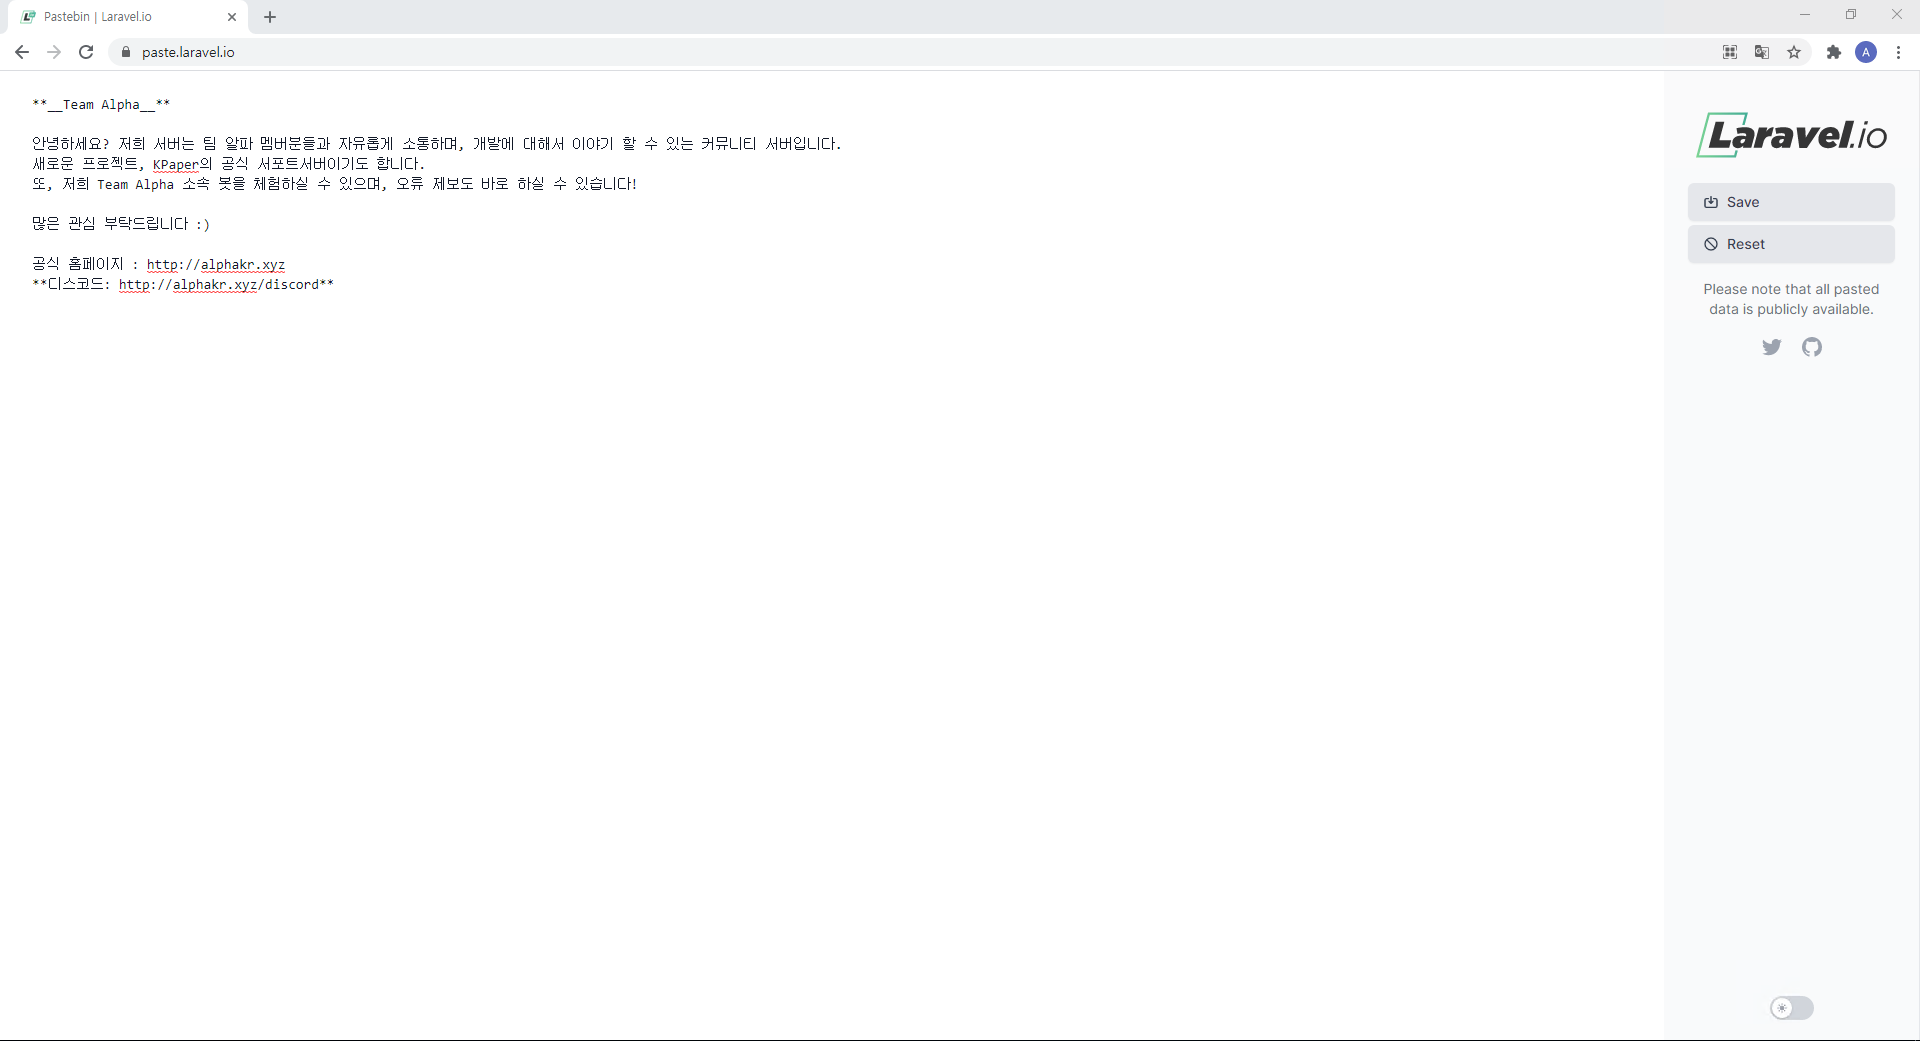 Pastebin | Laravel.io
paste.laravel.io
A
**__Team Alpha__**
안녕하세요? 저희 서버는 팀 알파 멤버분들과 자유롭게 소통하며, 개발에 대해서 이야기 할 수 있는 커뮤니티 서버입니다.
새로운 프로젝트, KPaper의 공식 서포트서버이기도 합니다.
또, 저희 Team Alpha 소속 봇을 체험하실 수 있으며, 오류 제보도 바로 하실 수 있습니다!
많은 관심 부탁드립니다 :)
공식 홈페이지 : http://alphakr.xyz
**디스코드: http://alphakr.xyz/discord**
Laravel.io
Save
Reset
Please note that all pasted
data is publicly available.